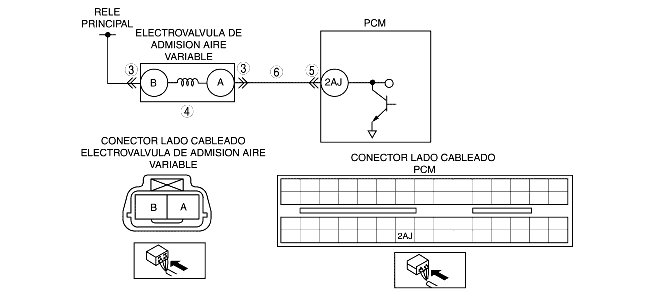 RELE
PRINCIPAL
ELECTROVALVULA DE
ADMISION AIRE
VARIABLE
PCM
3
3
6
5
B
A
2AJ
4
CONECTOR LADO CABLEADO
ELECTROVALVULA DE ADMISION AIRE
VARIABLE
CONECTOR LADO CABLEADO
PCM
B
A
2AJ